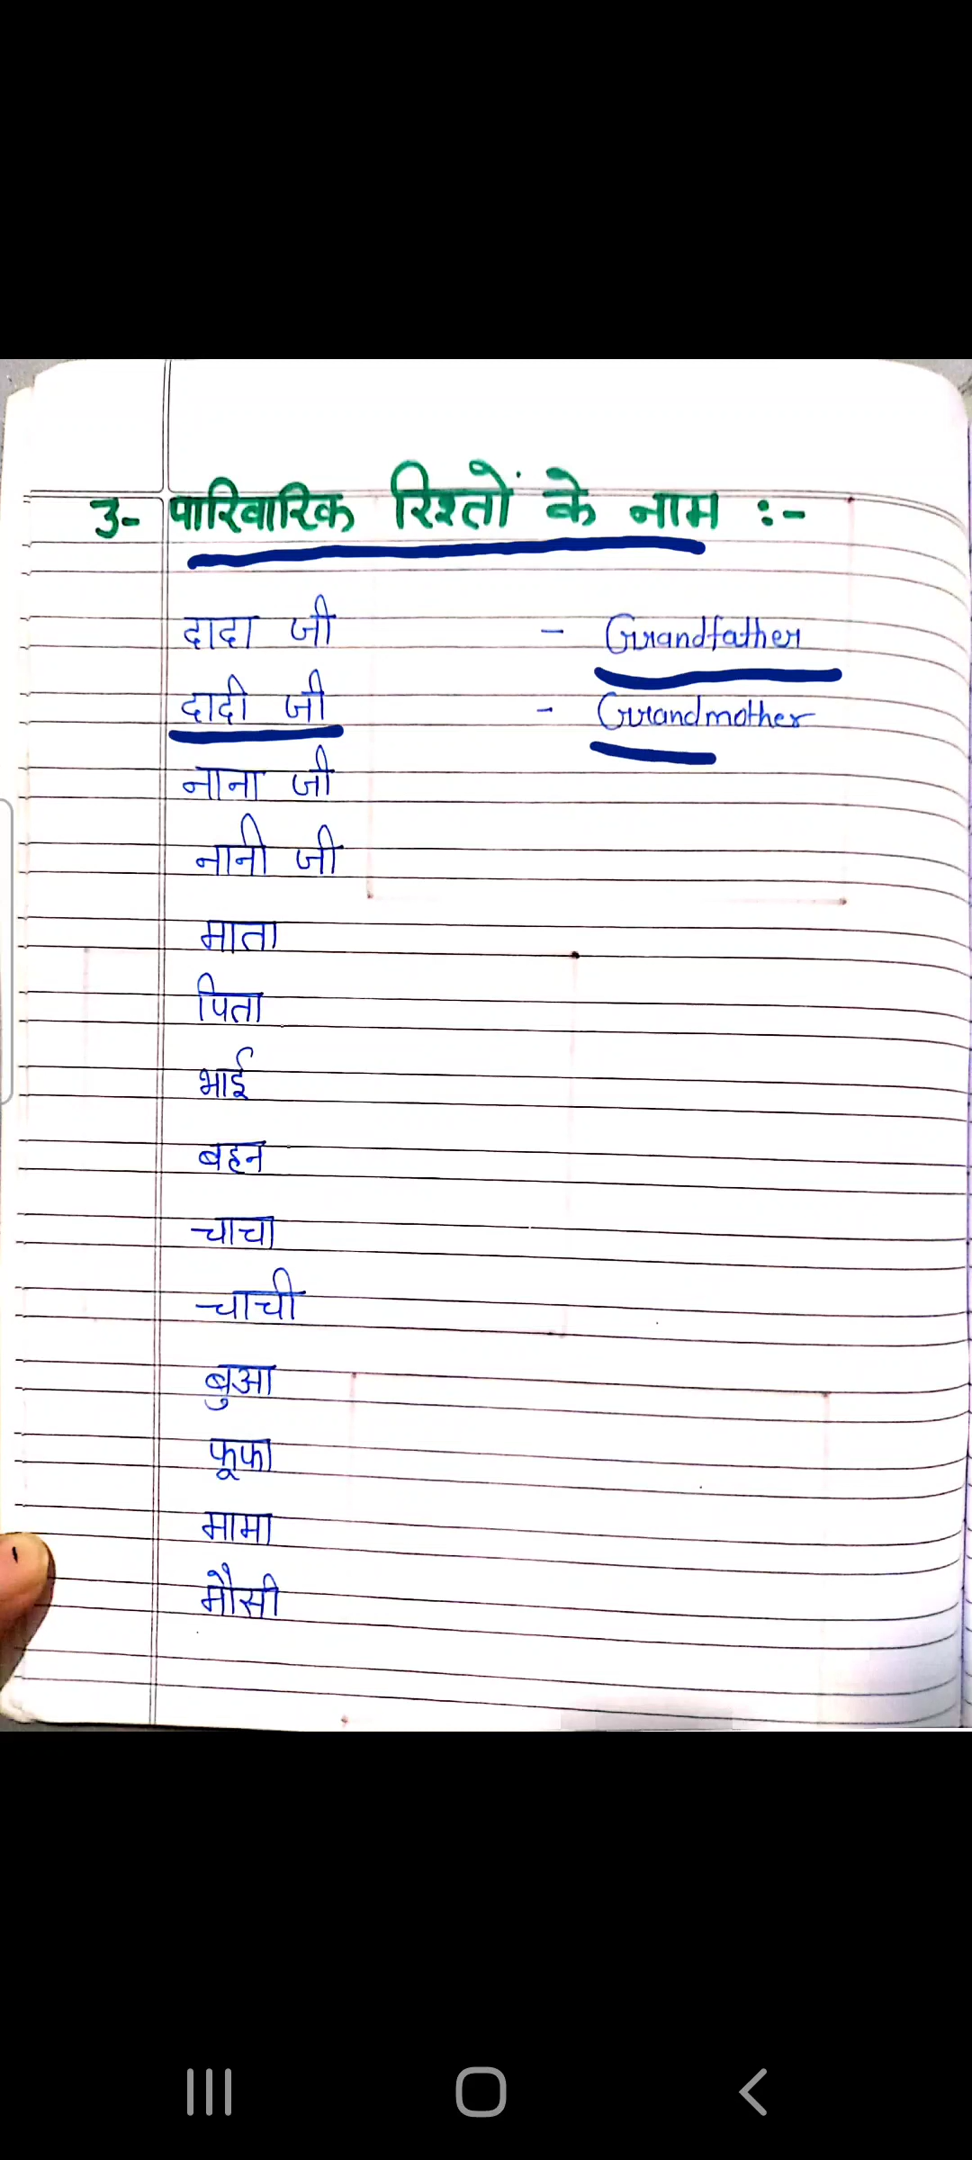 3- पारिवारिक रिश्तों के नाम :-
दादा जी - Grandfather
दादी जी - Grandmother
नाना जी
नानी जी
माता
पिता
भाई
बहन
चाचा
चाची
बुआ
फूफा
मामा
मौसी